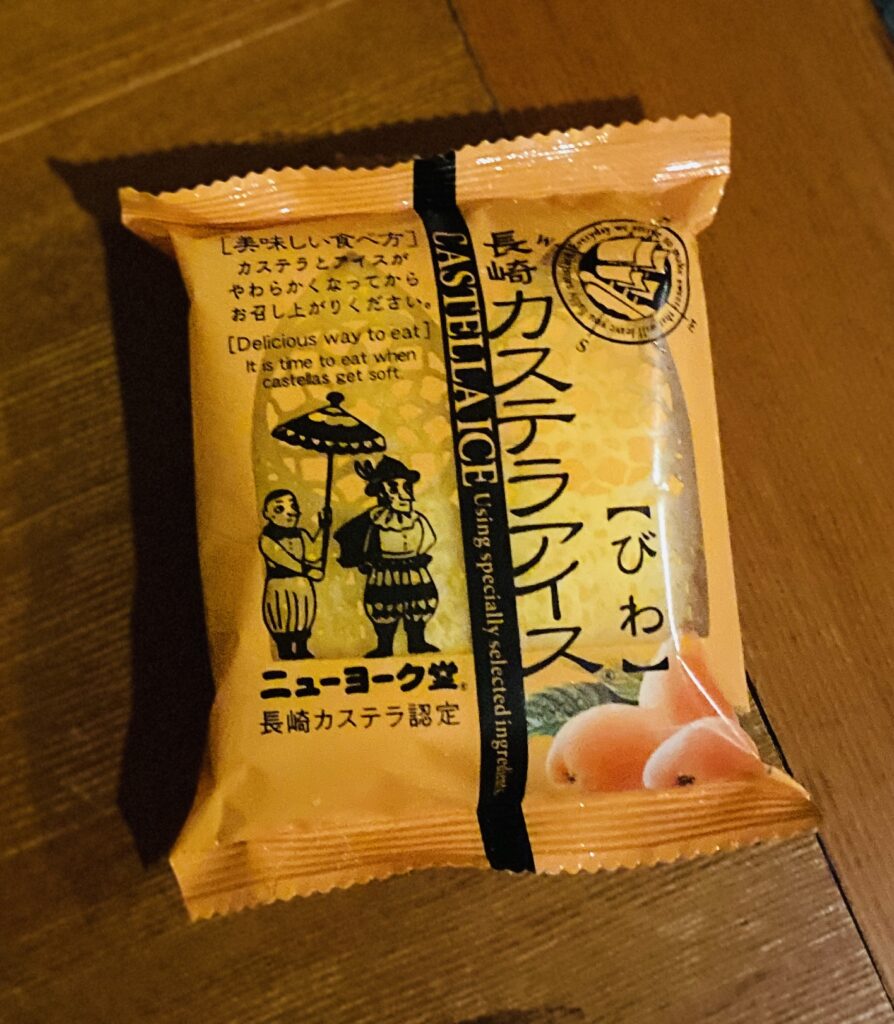 [美味しい食べ方]
カステラとアイスが
やわらかくなってから
お召し上がりください。
[Delicious way to eat]
It is time to eat when
castellas get soft.
ニューヨーク堂®
長崎カステラ認定
CASTELLA ICE Using specially selected
長崎
カステラアイス®
【びわ】
W
S
E